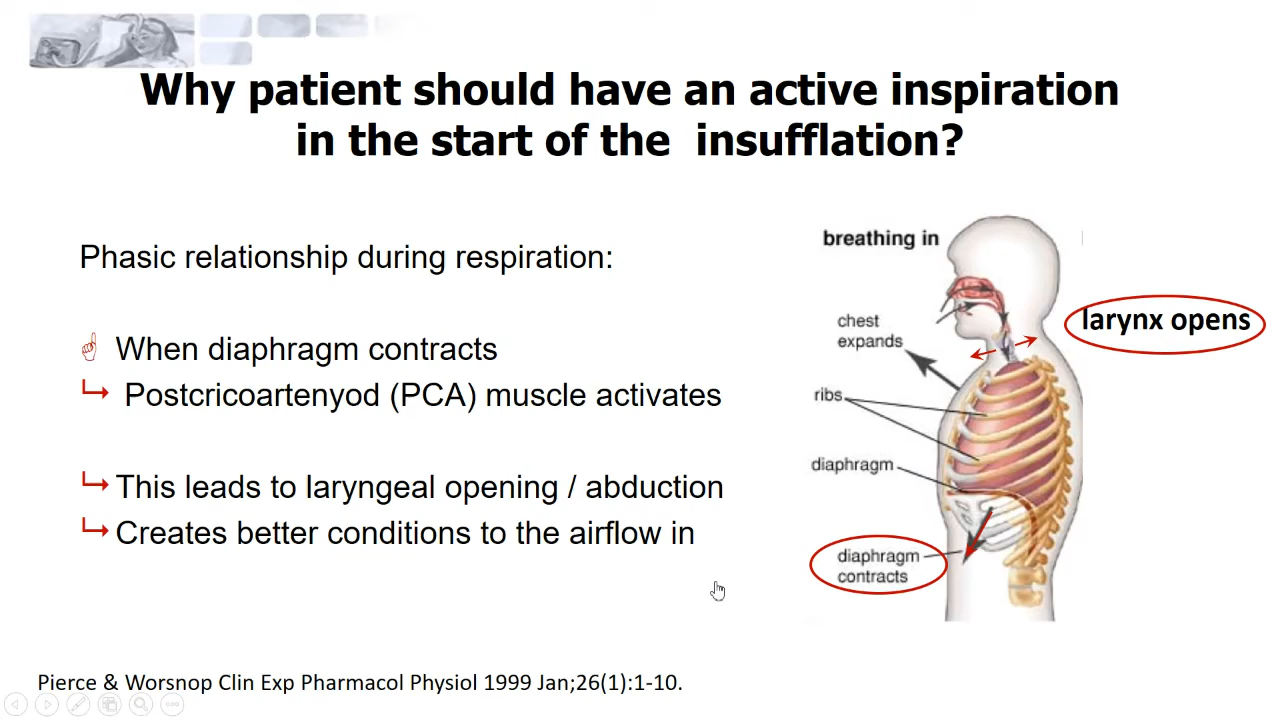 Why patient should have an active inspiration
in the start of the insufflation?
Phasic relationship during respiration:
When diaphragm contracts
Postcricoartenyod (PCA) muscle activates
This leads to laryngeal opening / abduction
Creates better conditions to the airflow in
breathing in
larynx opens
chest
expands
ribs
diaphragm
diaphragm
contracts
Pierce & Worsnop Clin Exp Pharmacol Physiol 1999 Jan;26(1):1-10.